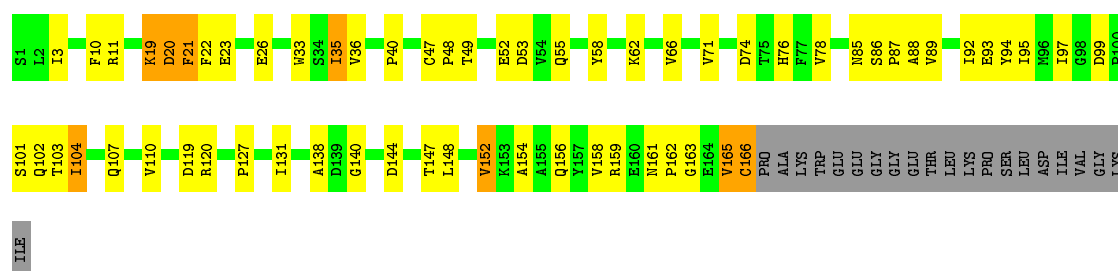 S1 L2 I3 F10 R11 K19 D20 F21 F22 E23 E26 W33 S34 I35 V36 P40 C47 P48 T49 E52 D53 V54 Q55 Y58 K62 V66 V71 D74 T75 H76 F77 V78 N85 S86 P87 A88 V89 I92 E93 Y94 I95 M96 I97 G98 D99 R100
S101 Q102 T103 I104 Q107 V110 D119 R120 P127 I131 A138 D139 G140 D144 T147 L148 V152 K153 A154 A155 Q156 Y157 V158 R159 E160 N161 P162 G163 E164 V165 C166 PRO ALA LYS TRP GLU GLU GLY GLY GLU THR LEU LYS PRO SER LEU ASP ILE VAL GLY LYS
ILE